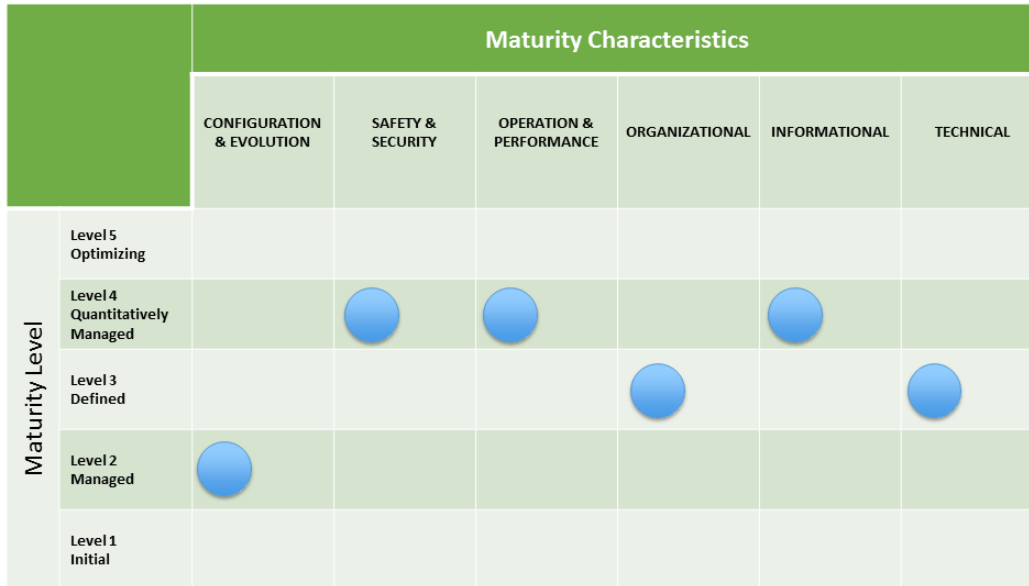 Maturity Characteristics
CONFIGURATION
& EVOLUTION
SAFETY &
SECURITY
OPERATION &
PERFORMANCE
ORGANIZATIONAL
INFORMATIONAL
TECHNICAL
Maturity Level
Level 5
Optimizing
Level 4
Quantitatively
Managed
Level 3
Defined
Level 2
Managed
Level 1
Initial